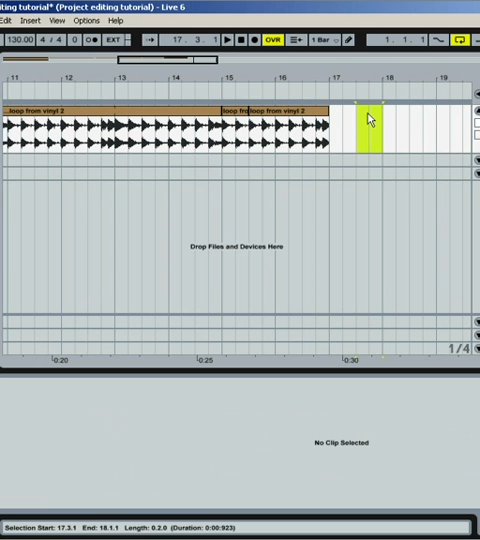 iting tutorial* (Project editing tutorial) - Live 6
Edit Insert View Options Help
130.00 4 / 4 0 EXT 17 . 3 . 1 OVR 1 Bar 1 . 1 . 1
11 12 13 14 15 16 17 18 19
...loop from vinyl 2 loop fro loop from vinyl 2
Drop Files and Devices Here
1/4
0:20 0:25 0:30
No Clip Selected
Selection Start: 17.3.1 End: 18.1.1 Length: 0.2.0 (Duration: 0:00:923)